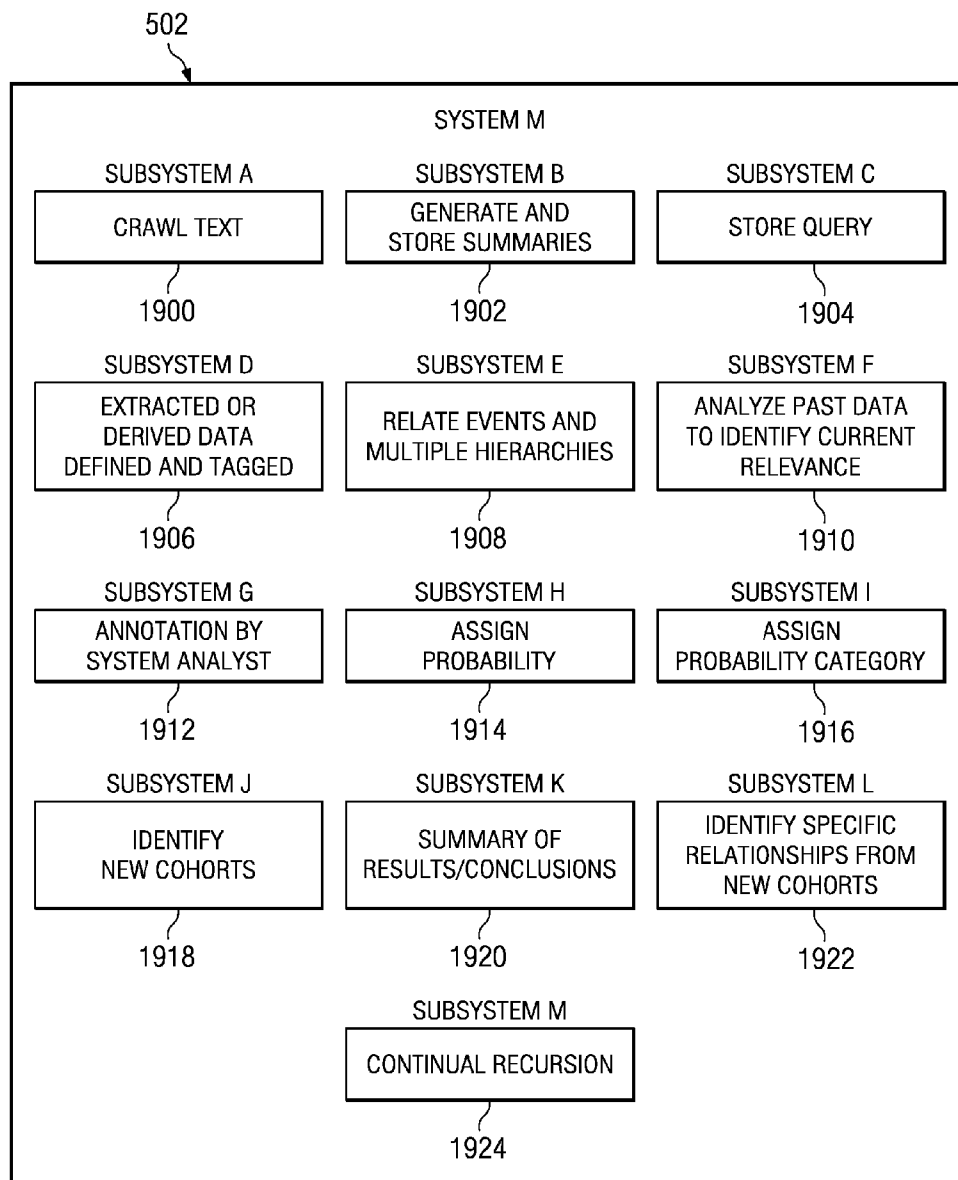 502
SYSTEM M
SUBSYSTEM A
CRAWL TEXT
1900
SUBSYSTEM B
GENERATE AND
STORE SUMMARIES
1902
SUBSYSTEM C
STORE QUERY
1904
SUBSYSTEM D
EXTRACTED OR
DERIVED DATA
DEFINED AND TAGGED
1906
SUBSYSTEM E
RELATE EVENTS AND
MULTIPLE HIERARCHIES
1908
SUBSYSTEM F
ANALYZE PAST DATA
TO IDENTIFY CURRENT
RELEVANCE
1910
SUBSYSTEM G
ANNOTATION BY
SYSTEM ANALYST
1912
SUBSYSTEM H
ASSIGN
PROBABILITY
1914
SUBSYSTEM I
ASSIGN
PROBABILITY CATEGORY
1916
SUBSYSTEM J
IDENTIFY
NEW COHORTS
1918
SUBSYSTEM K
SUMMARY OF
RESULTS/CONCLUSIONS
1920
SUBSYSTEM L
IDENTIFY SPECIFIC
RELATIONSHIPS FROM
NEW COHORTS
1922
SUBSYSTEM M
CONTINUAL RECURSION
1924